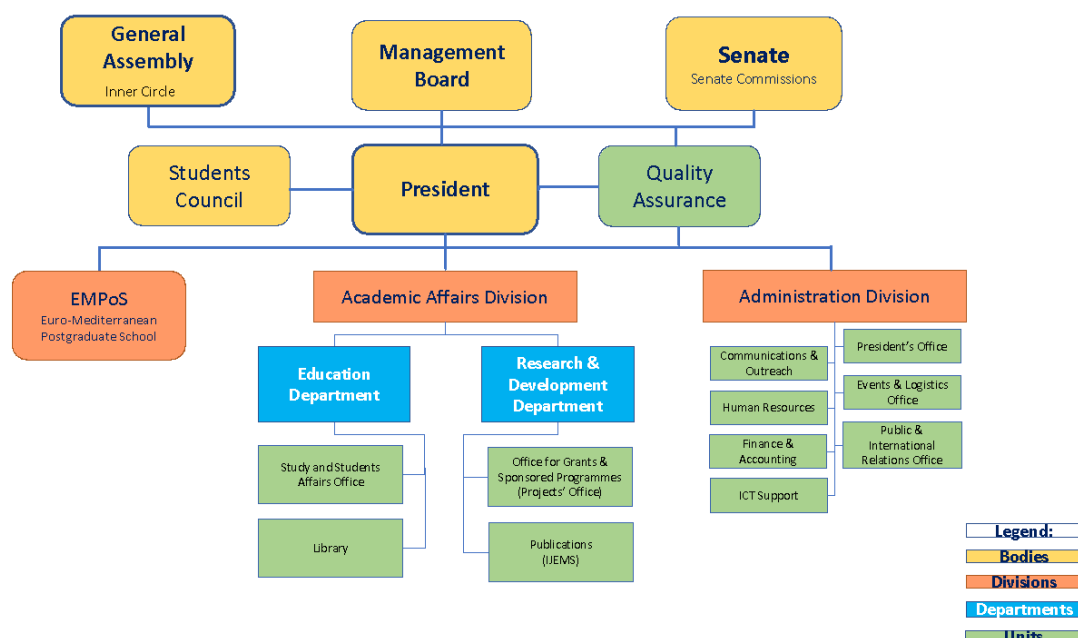 General
Assembly
Inner Circle
Management
Board
Senate
Senate Commissions
Students
Council
President
Quality
Assurance
EMPoS
Euro-Mediterranean
Postgraduate School
Academic Affairs Division
Administration Division
Education
Department
Research &
Development
Department
Communications &
Outreach
President's Office
Human Resources
Events & Logistics
Office
Finance &
Accounting
Public &
International
Relations Office
ICT Support
Study and Students
Affairs Office
Office for Grants &
Sponsored Programmes
(Projects' Office)
Library
Publications
(IJEMS)
Legend:
Bodies
Divisions
Departments
Units